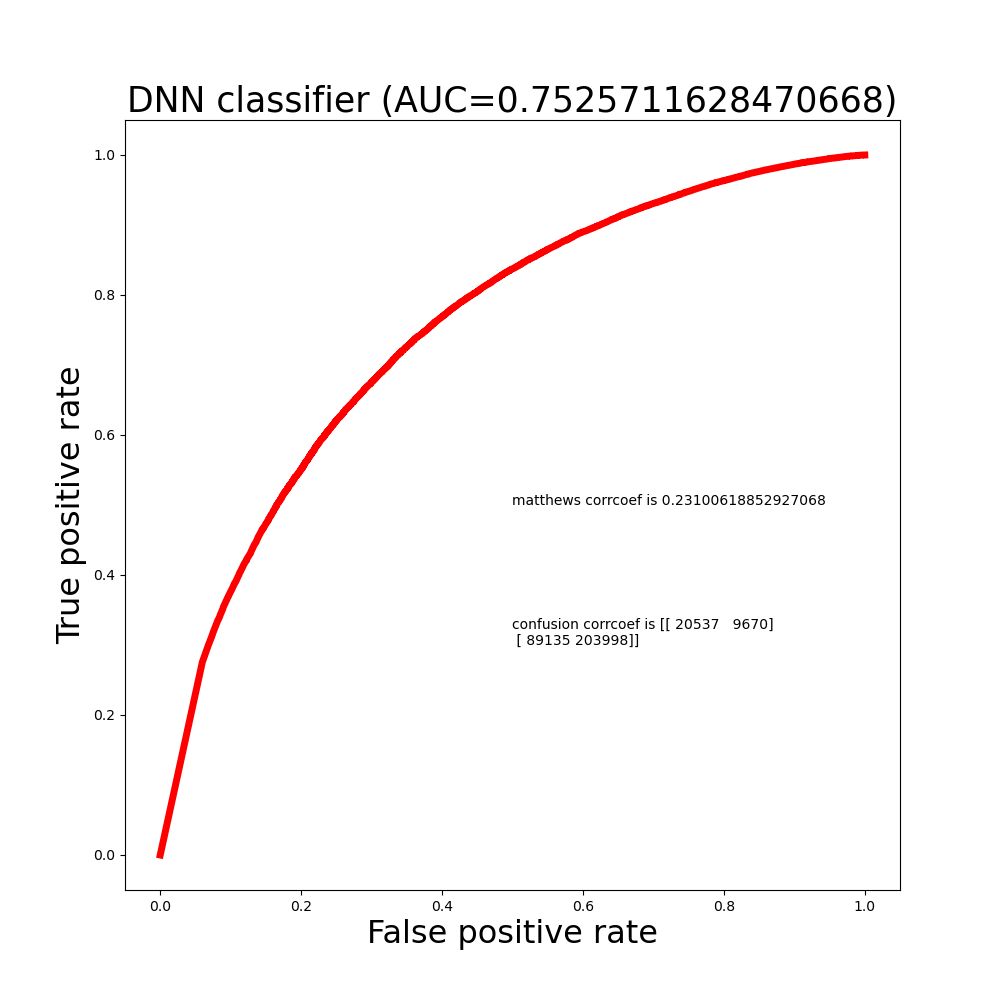 DNN classifier (AUC=0.7525711628470668)
1.0
0.8
0.6
0.4
0.2
0.0
True positive rate
matthews corrcoef is 0.23100618852927068
confusion corrcoef is [[ 20537   9670]
[ 89135 203998]]
0.0 0.2 0.4 0.6 0.8 1.0
False positive rate